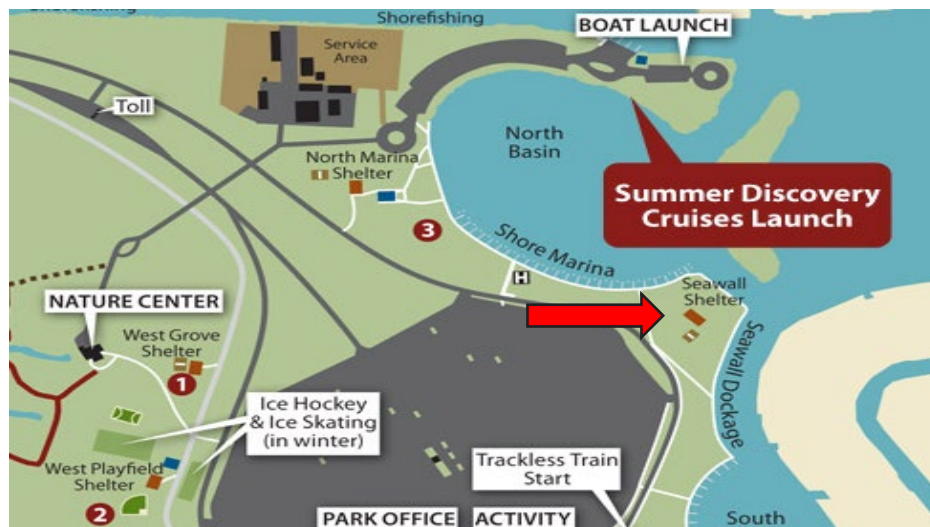 Shorefishing
Shorefishing
BOAT LAUNCH
Service
Area
Toll
North
Basin
North Marina
Shelter
Summer Discovery
Cruises Launch
3
Shore Marina
H
Seawall
Shelter
NATURE CENTER
West Grove
Shelter
1
Seawall Dockage
Ice Hockey
& Ice Skating
(in winter)
West Playfield
Shelter
Trackless Train
Start
2
PARK OFFICE
ACTIVITY
South